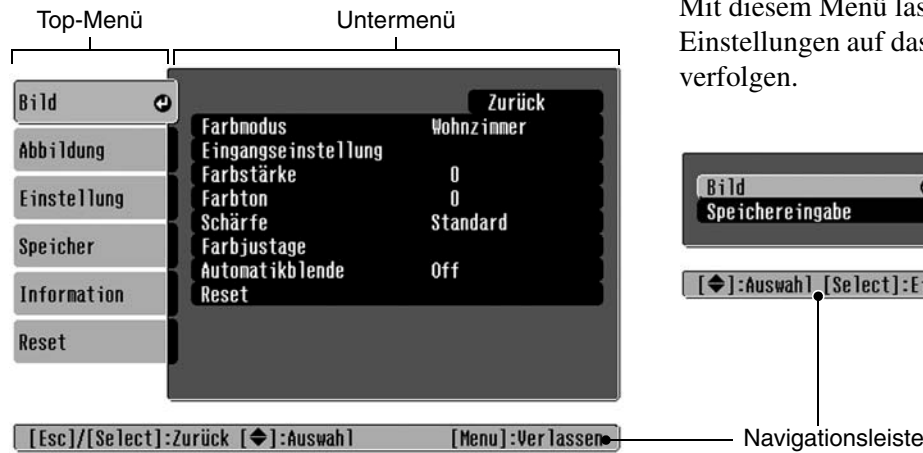 Top-Menü
Untermenü
Bild
Abbildung
Einstellung
Speicher
Information
Reset
Zurück
Farbmodus Wohnzimmer
Eingangseinstellung
Farbstärke 0
Farbton 0
Schärfe Standard
Farbjustage
Automatikblende Off
Reset
[Esc]/[Select]:Zurück [◆]:Auswahl [Menu]:Verlassen
Mit diesem Menü
Einstellungen auf
verfolgen.
Bild
Speichereingabe
[◆]:Auswahl [Select]:
Navigationsleiste